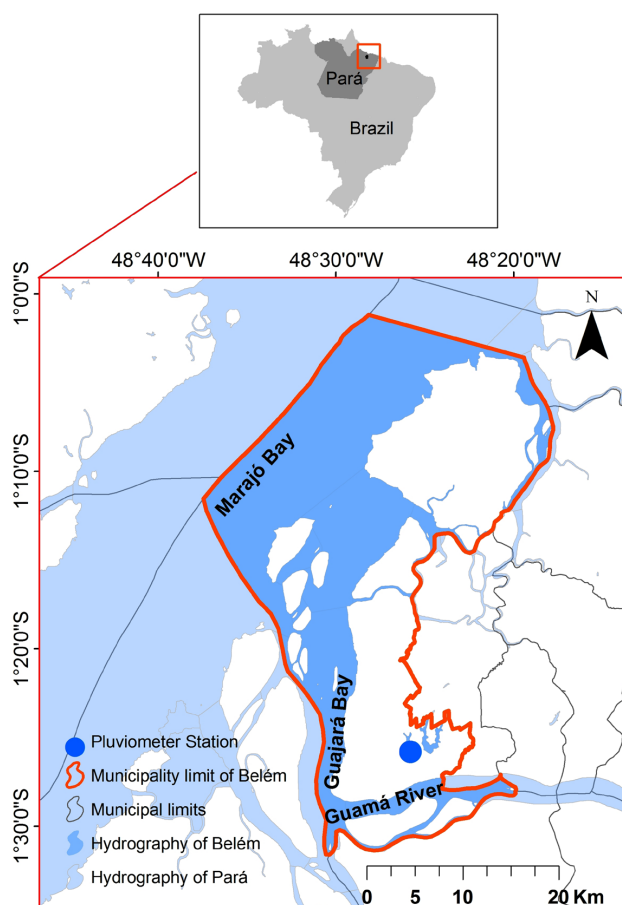 Pará
Brazil
48°40'0"W
48°30'0"W
48°20'0"W
1°0'0"S
1°10'0"S
1°20'0"S
1°30'0"S
N
Marajó Bay
Guajará Bay
Guamá River
Pluviometer Station
Municipality limit of Belém
Municipal limits
Hydrography of Belém
Hydrography of Pará
0 5 10 20 Km